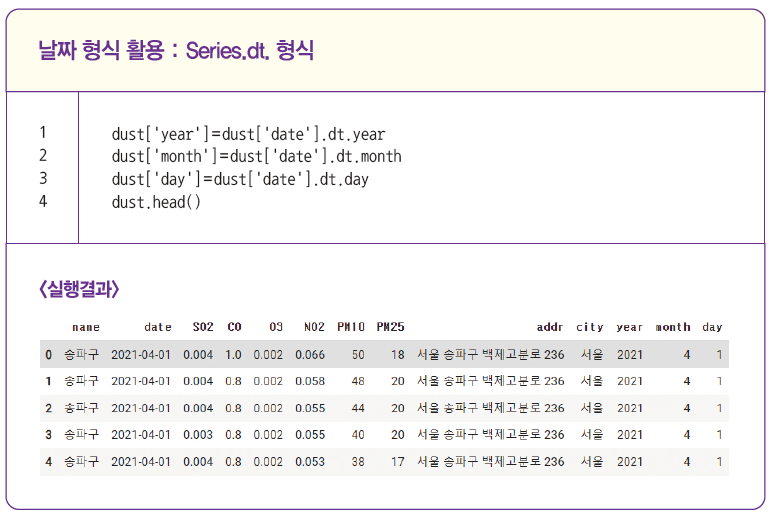 날짜 형식 활용 : Series.dt. 형식
1 dust['year']=dust['date'].dt.year
2 dust['month']=dust['date'].dt.month
3 dust['day']=dust['date'].dt.day
4 dust.head()
<실행결과>
name date SO2 CO O3 NO2 PM10 PM25 addr city year month day
0 송파구 2021-04-01 0.004 1.0 0.002 0.066 50 18 서울 송파구 백제고분로 236 서울 2021 4 1
1 송파구 2021-04-01 0.004 0.8 0.002 0.058 48 20 서울 송파구 백제고분로 236 서울 2021 4 1
2 송파구 2021-04-01 0.004 0.8 0.002 0.055 44 20 서울 송파구 백제고분로 236 서울 2021 4 1
3 송파구 2021-04-01 0.003 0.8 0.002 0.055 40 20 서울 송파구 백제고분로 236 서울 2021 4 1
4 송파구 2021-04-01 0.004 0.8 0.002 0.053 38 17 서울 송파구 백제고분로 236 서울 2021 4 1